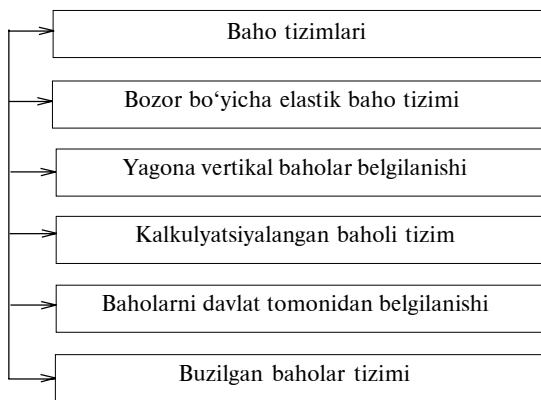 Baho tizimlari
Bozor bo‘yicha elastik baho tizimi
Yagona vertikal baholar belgilanishi
Kalkulyatsiyalangan baholi tizim
Baholarni davlat tomonidan belgilanishi
Buzilgan baholar tizimi